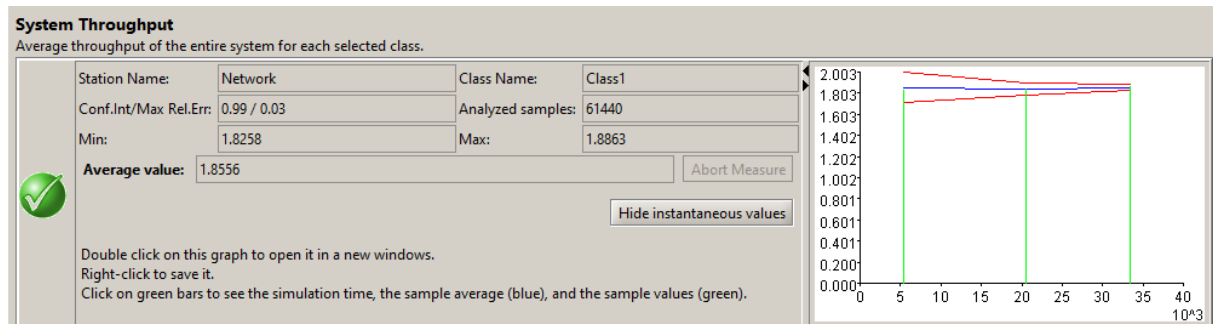 System Throughput
Average throughput of the entire system for each selected class.
Station Name: Network Class Name: Class1
Conf.Int/Max Rel.Err: 0.99 / 0.03 Analyzed samples: 61440
Min: 1.8258 Max: 1.8863
Average value: 1.8556 Abort Measure
Hide instantaneous values
Double click on this graph to open it in a new windows.
Right-click to save it.
Click on green bars to see the simulation time, the sample average (blue), and the sample values (green).
2.003
1.803
1.603
1.402
1.202
1.002
0.801
0.601
0.401
0.200
0.000
0 5 10 15 20 25 30 35 40
10^3